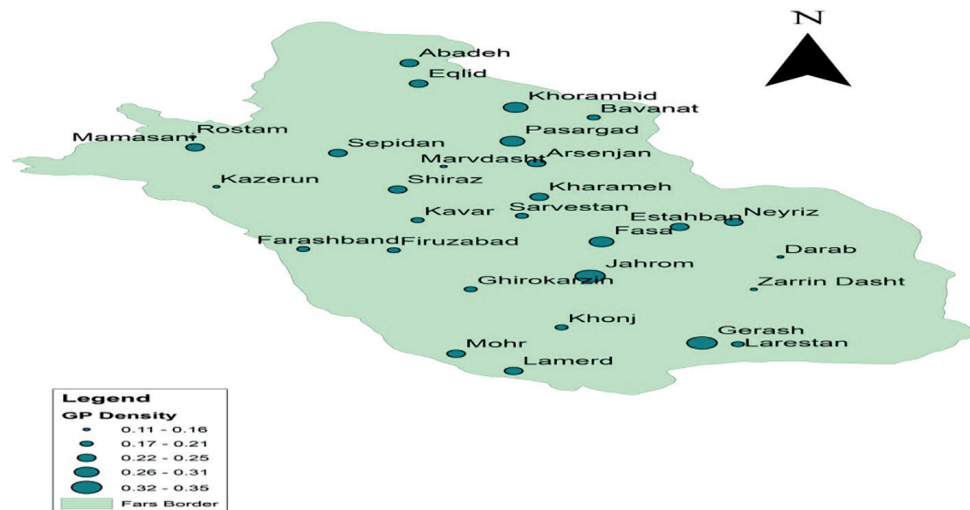 N
Abadeh
Eqlid
Khorambid
Bavanat
Rostam
Mamasani
Pasargad
Sepidan
Marvdasht
Arsenjan
Kazerun
Shiraz
Kharameh
Kavar
Sarvestan
Estahban
Neyriz
Fasa
Farashband
Firuzabad
Darab
Jahrom
Ghirokarzin
Zarrin Dasht
Khonj
Gerash
Larestan
Mohr
Lamerd
Legend
GP Density
0.11 - 0.16
0.17 - 0.21
0.22 - 0.25
0.26 - 0.31
0.32 - 0.35
Fars Border